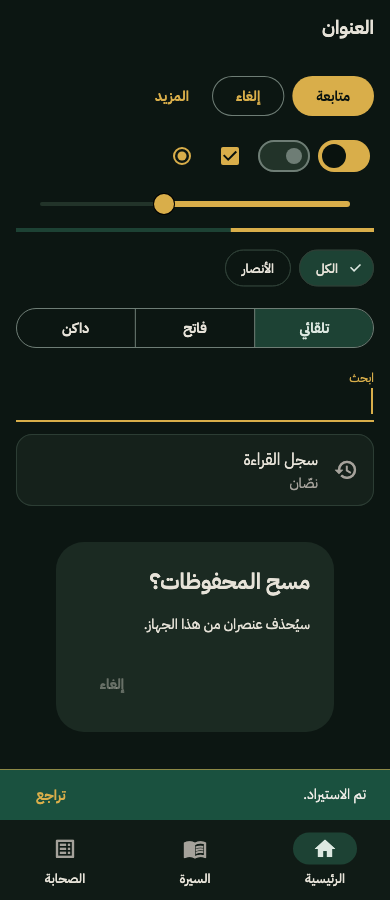 العنوان
متابعة إلغاء المزيد
الكل الأنصار
تلقائي فاتح داكن
ابحث
سجل القراءة
نصّان
مسح المحفوظات؟
سيُحذف عنصران من هذا الجهاز.
إلغاء
تم الاستيراد. تراجع
الرئيسية السيرة الصحابة